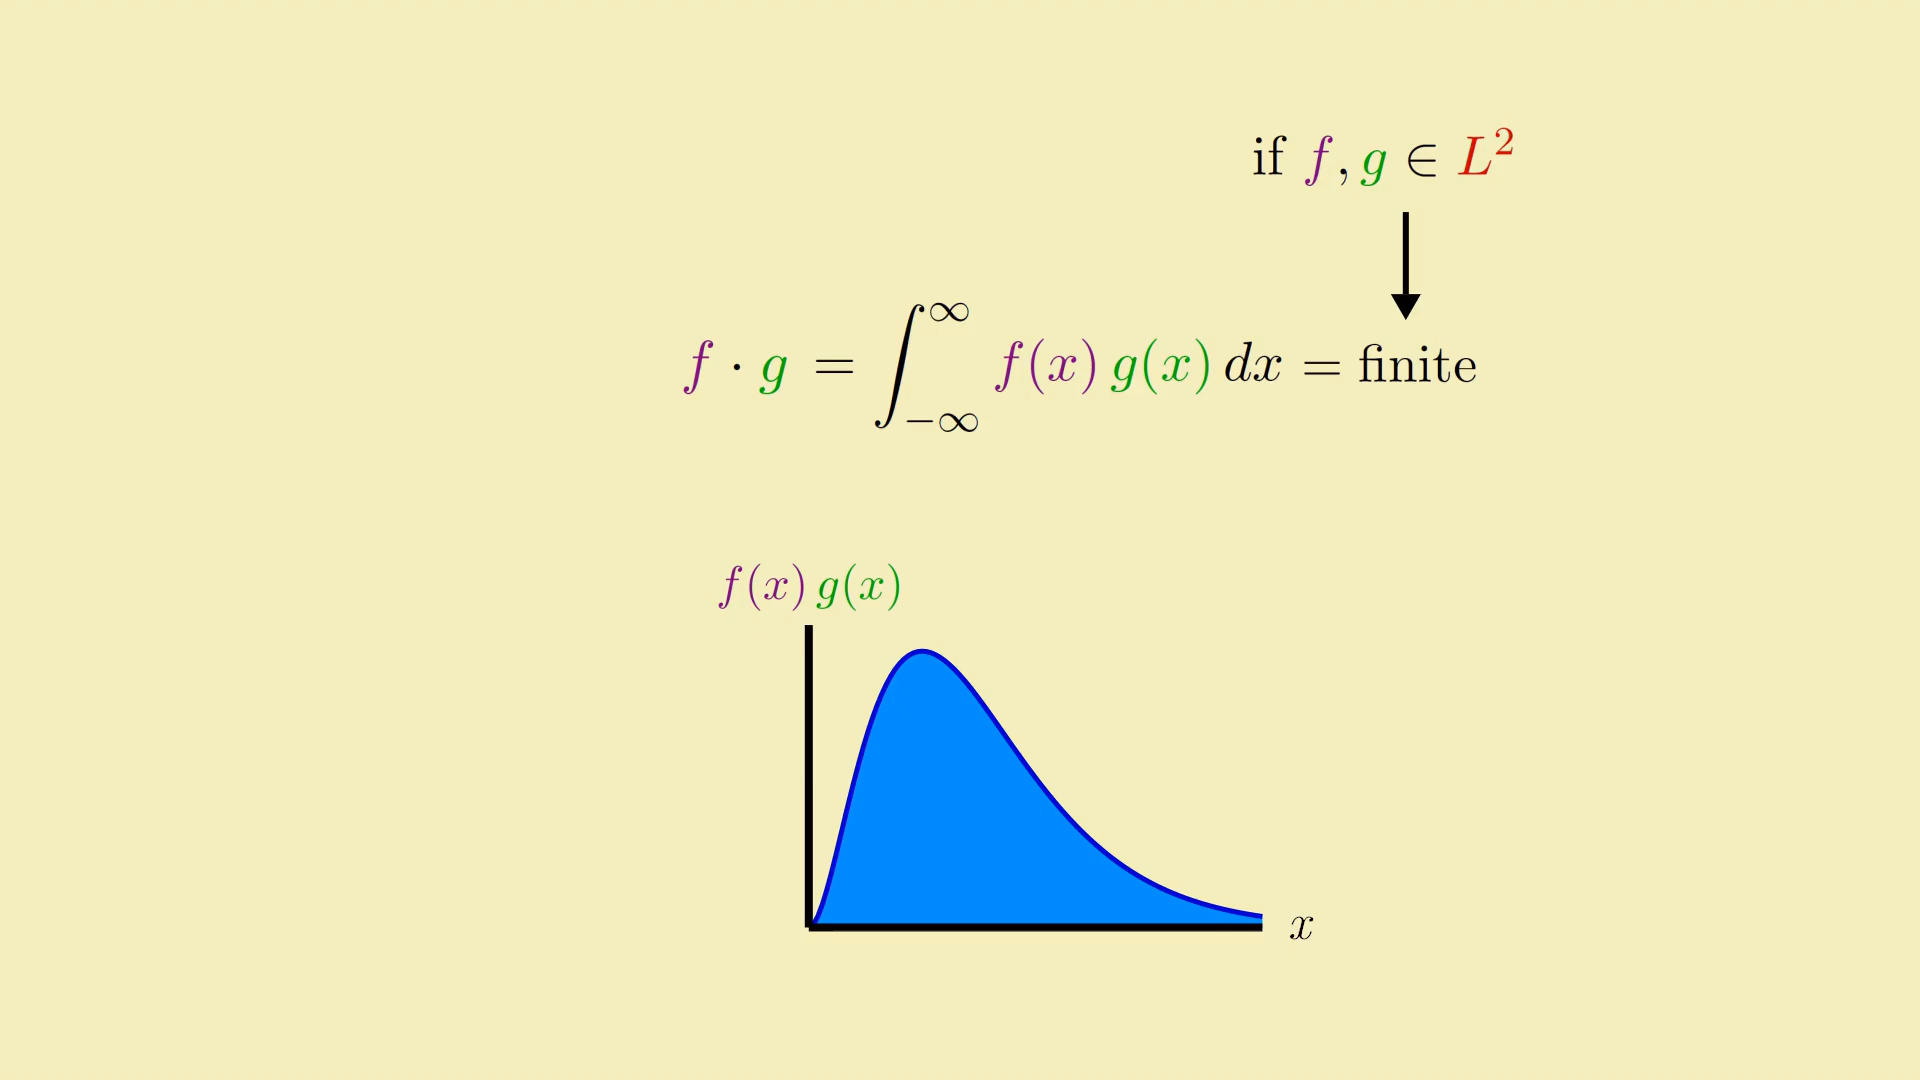 if f, g ∈ L²
f · g = ∫_{-∞}^{∞} f(x) g(x) dx = finite
f(x) g(x)
x